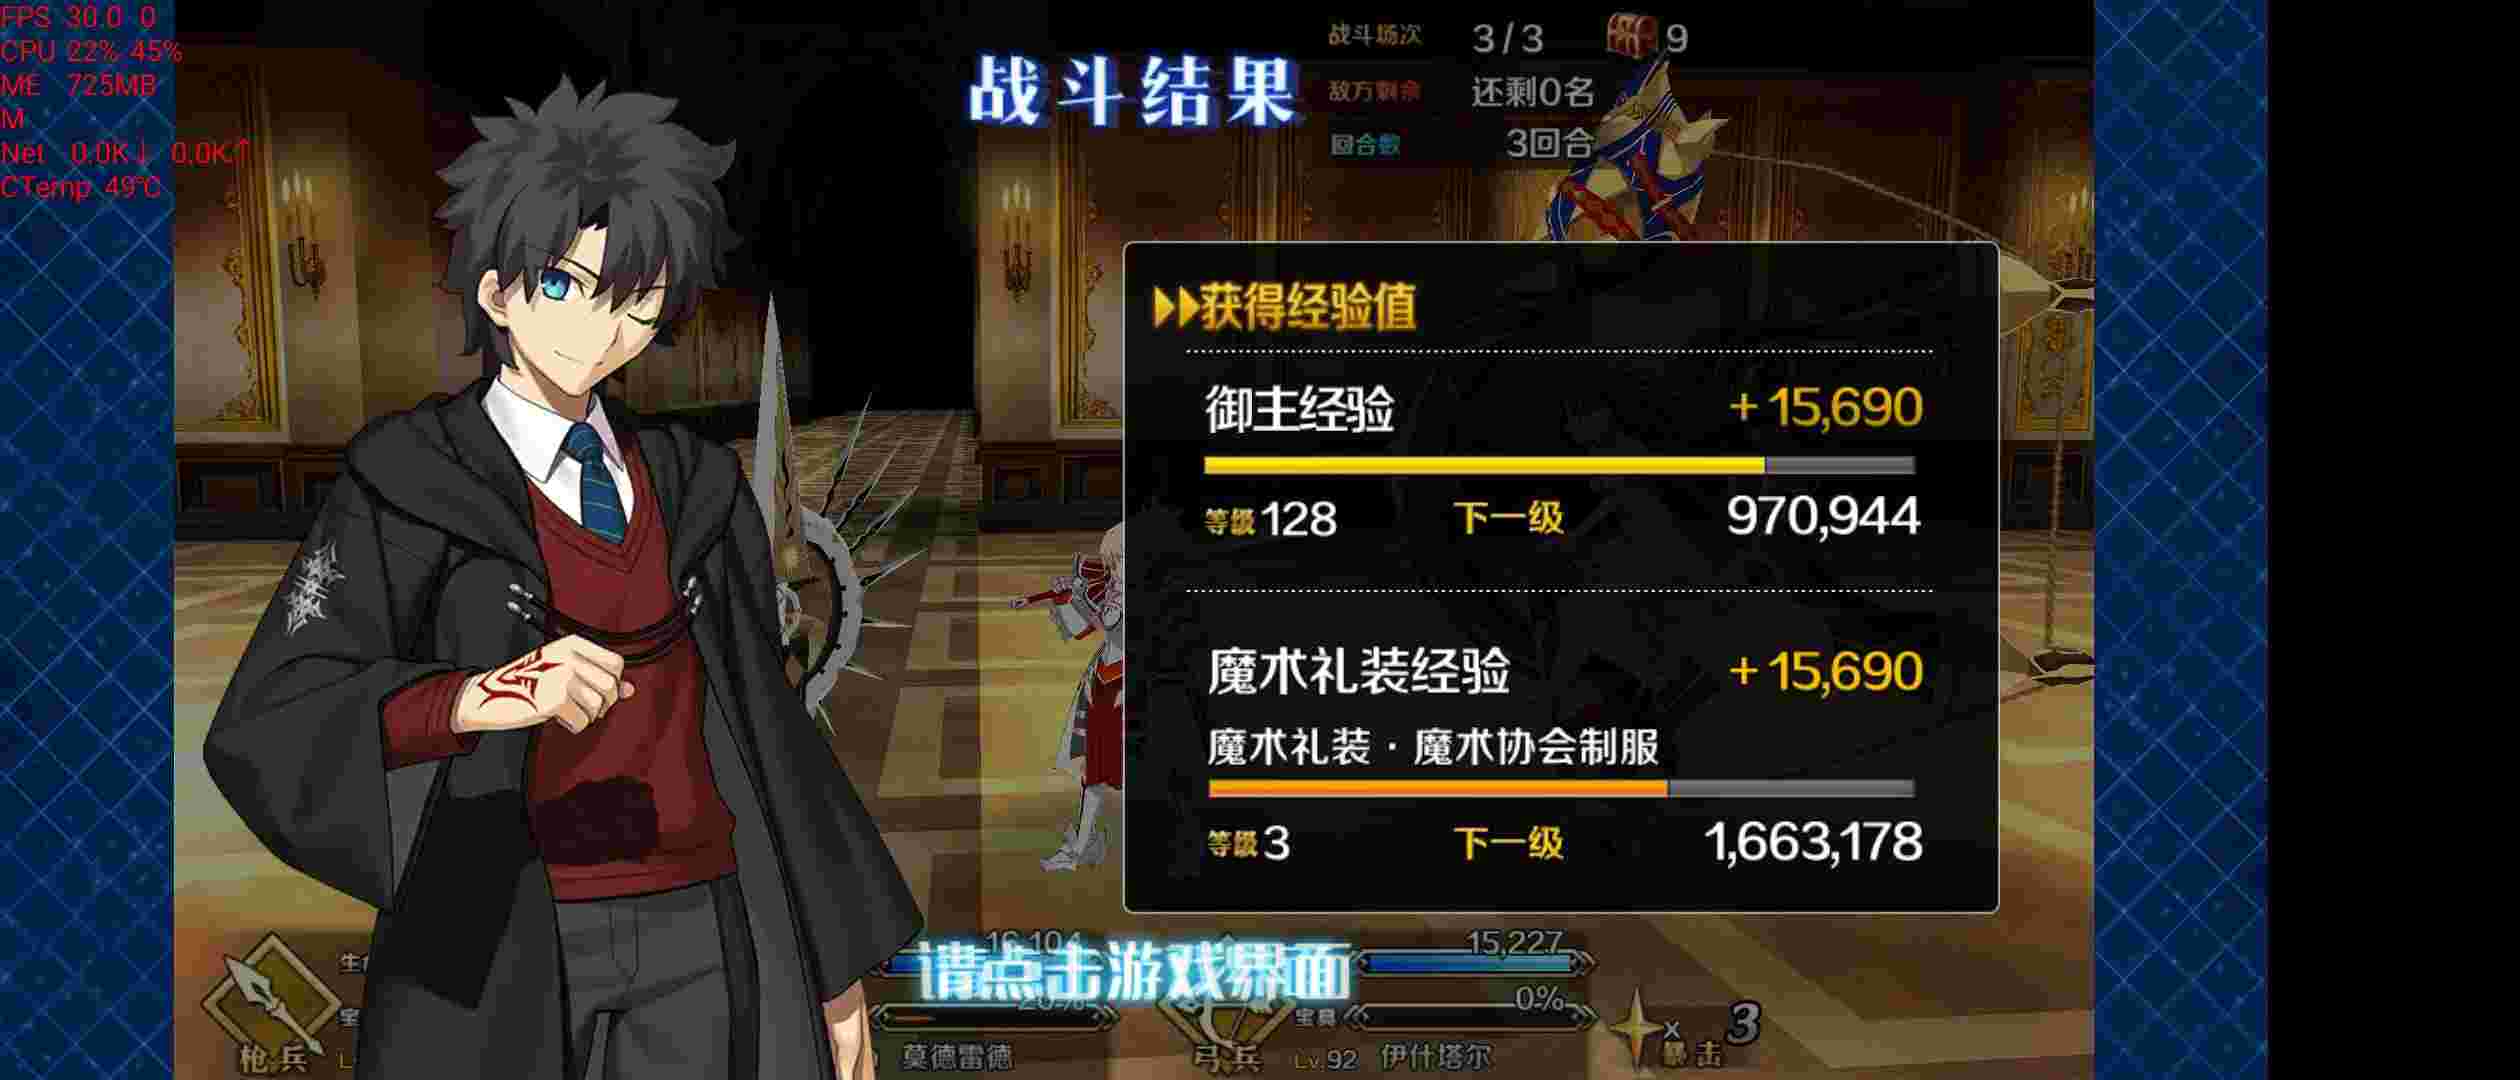 FPS 30.0 0
CPU 22% 45%
ME 725MB
M
Net 0.0K↓ 0.0K↑
CTemp 49℃
战斗结果
战斗场次 3/3 9
敌方剩余 还剩0名
回合数 3回合
获得经验值
御主经验 +15,690
等级128 下一级 970,944
魔术礼装经验 +15,690
魔术礼装·魔术协会制服
等级3 下一级 1,663,178
16,104 15,227
请点击游戏界面
20% 宝具 0%
枪兵 莫德雷德 弓兵 Lv.92 伊什塔尔 x 3
暴击